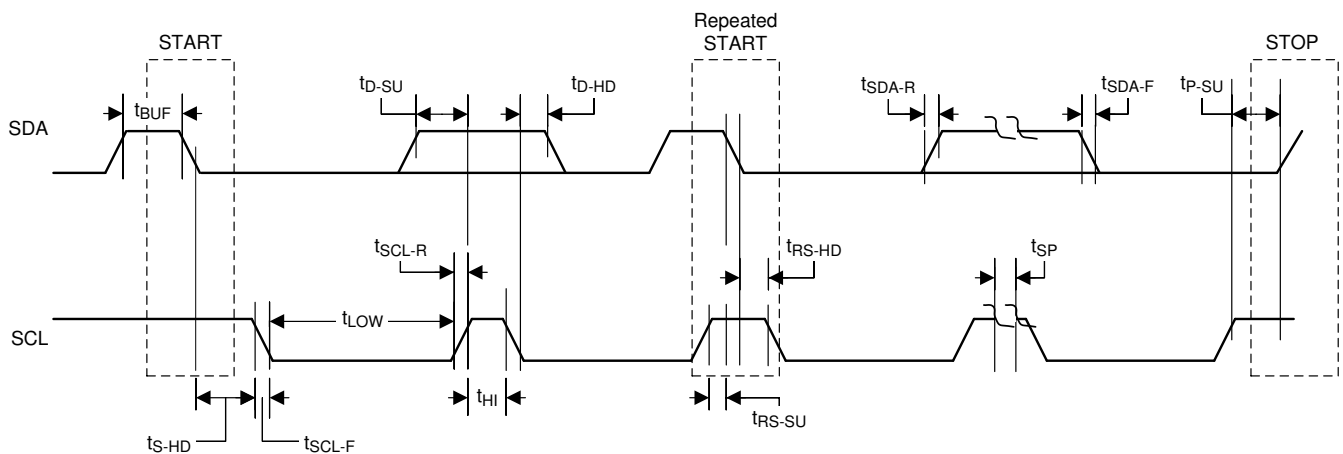 Repeated
START
START
STOP
tD-SU
tD-HD
tSDA-R
tSDA-F
tP-SU
tBUF
SDA
tSCL-R
tRS-HD
tSP
tLOW
SCL
tHI
tRS-SU
tS-HD
tSCL-F